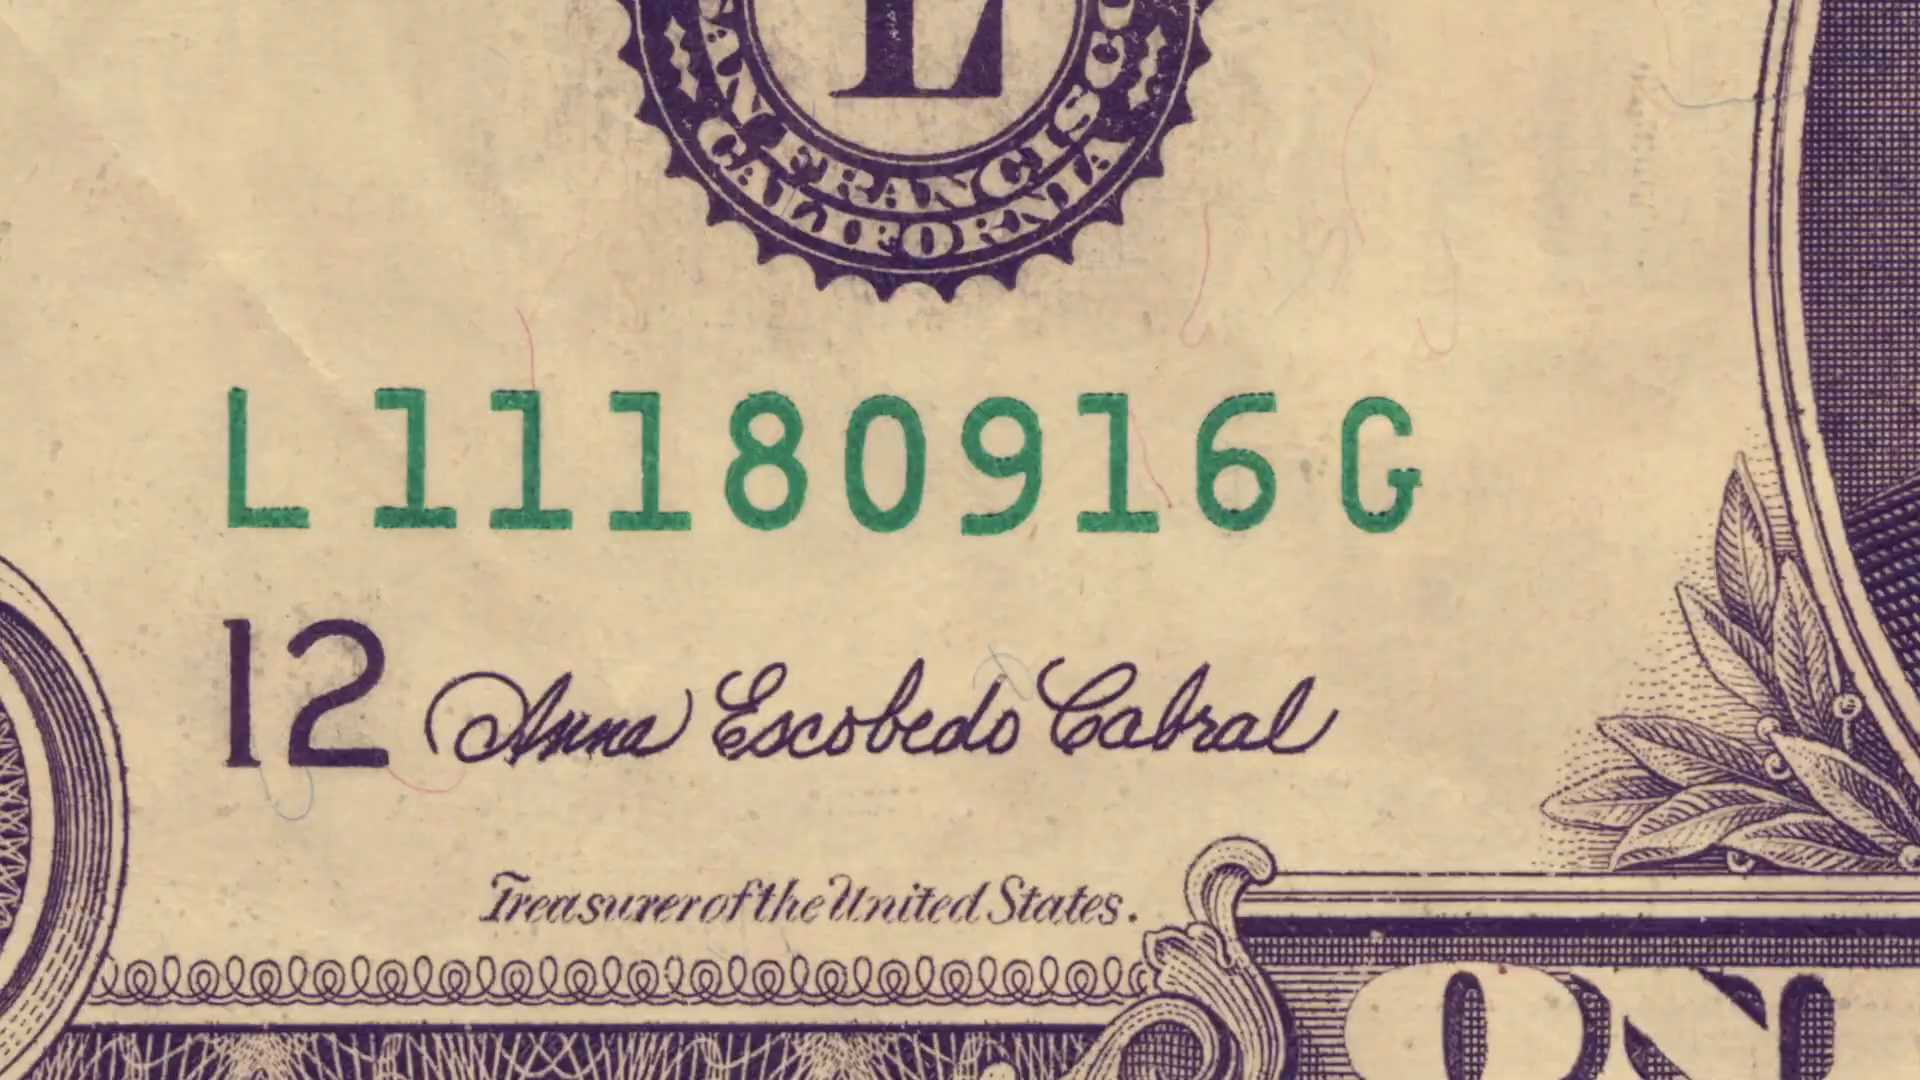 L
SAN FRANCISCO
CALIFORNIA
L 11180916 G
12 Anna Escobedo Cabral
Treasurer of the United States.
ON